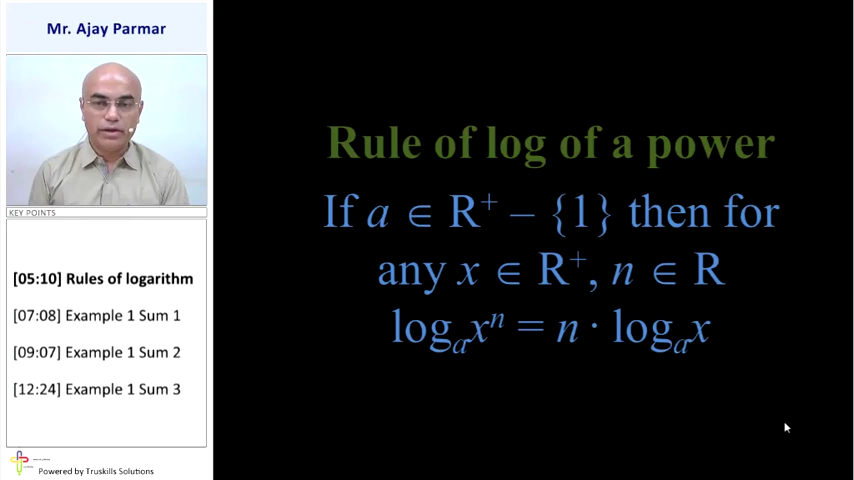 Mr. Ajay Parmar
KEY POINTS
[05:10] Rules of logarithm
[07:08] Example 1 Sum 1
[09:07] Example 1 Sum 2
[12:24] Example 1 Sum 3
Powered by Truskills Solutions
Rule of log of a power
If a ∈ R⁺ – {1} then for
any x ∈ R⁺, n ∈ R
logₐxⁿ = n · logₐx